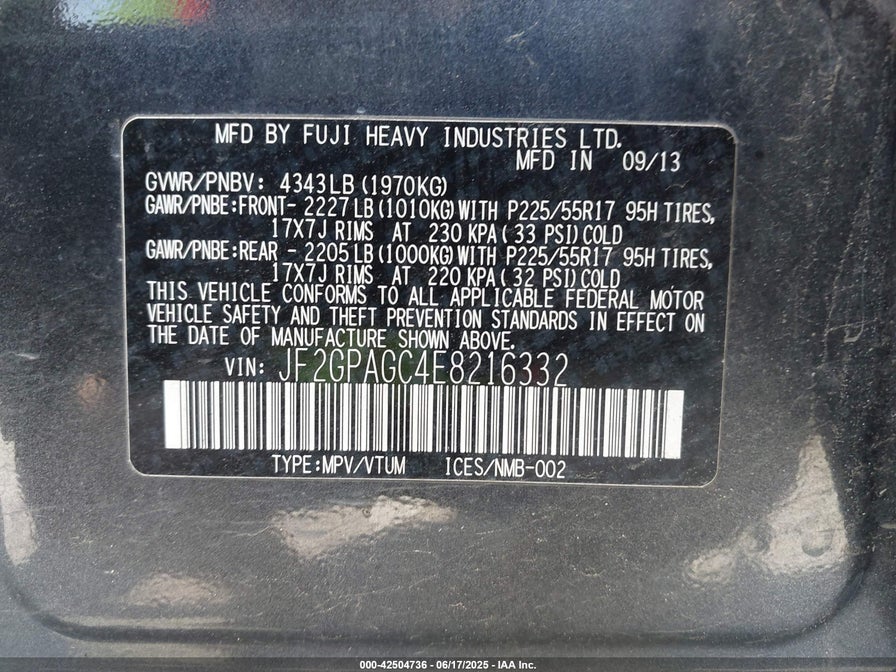 MFD BY FUJI HEAVY INDUSTRIES LTD.
MFD IN 09/13
GVWR/PNBV: 4343LB(1970KG)
GAWR/PNBE:FRONT- 2227LB(1010KG)WITH P225/55R17 95H TIRES,
17X7J RIMS AT 230 KPA(33 PSI)COLD
GAWR/PNBE:REAR - 2205LB(1000KG)WITH P225/55R17 95H TIRES,
17X7J RIMS AT 220 KPA(32 PSI)COLD
THIS VEHICLE CONFORMS TO ALL APPLICABLE FEDERAL MOTOR
VEHICLE SAFETY AND THEFT PREVENTION STANDARDS IN EFFECT ON
THE DATE OF MANUFACTURE SHOWN ABOVE.
VIN: JF2GPAGC4E8216332
TYPE:MPV/VTUM ICES/NMB-002
000-42504736 - 06/17/2025 - IAA Inc.